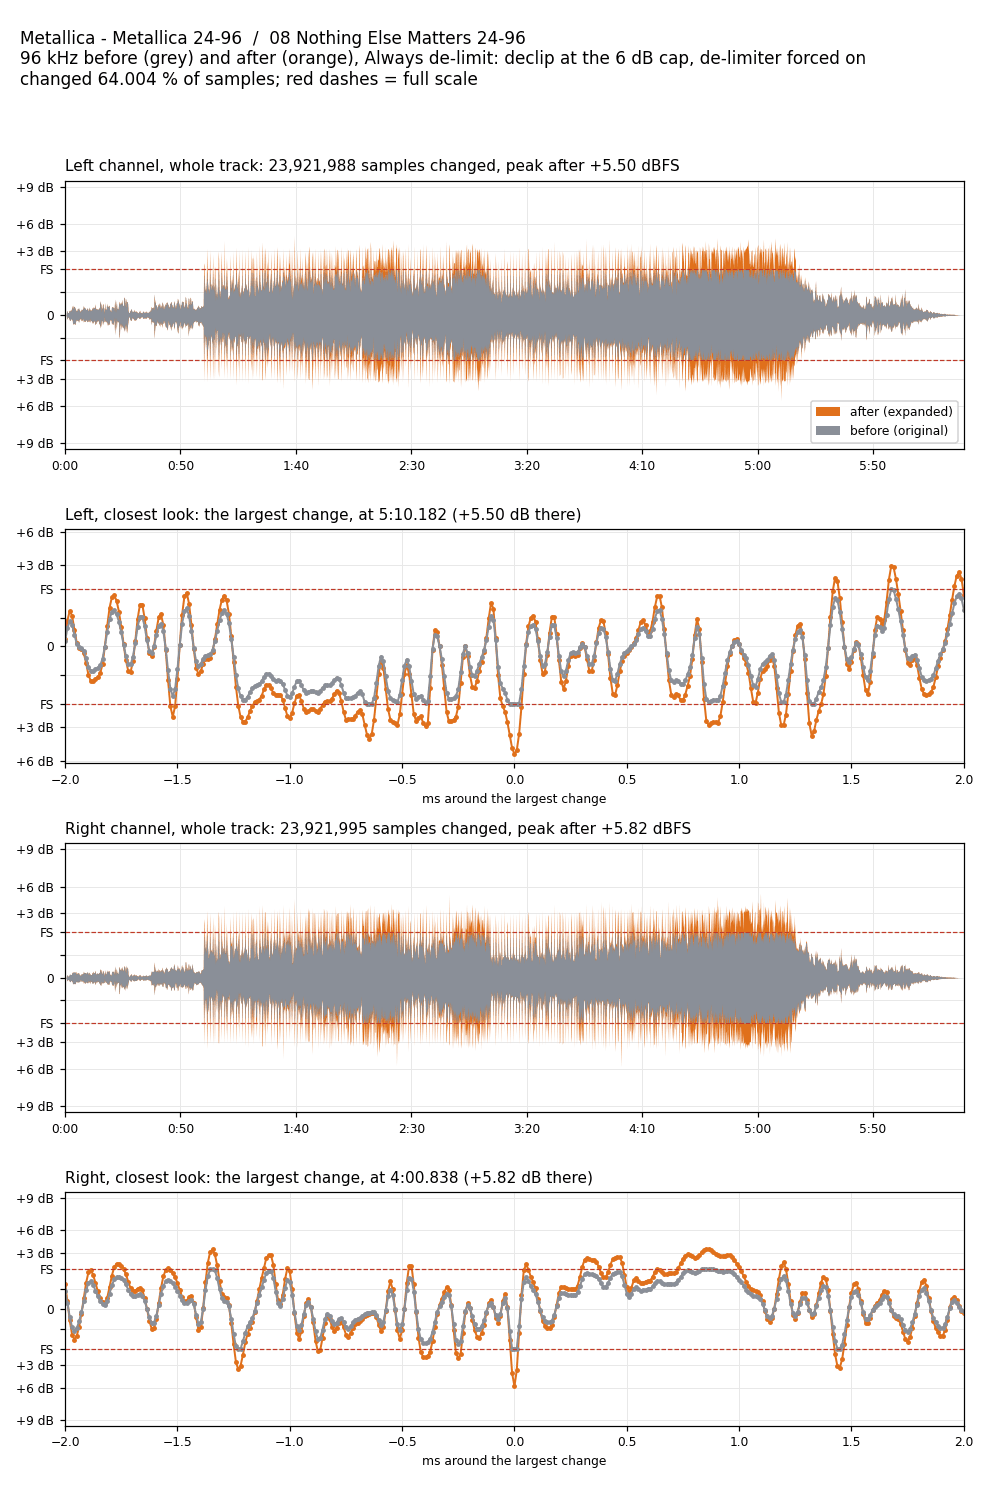 Metallica - Metallica 24-96  /  08 Nothing Else Matters 24-96
96 kHz before (grey) and after (orange), Always de-limit: declip at the 6 dB cap, de-limiter forced on
changed 64.004 % of samples; red dashes = full scale
Left channel, whole track: 23,921,988 samples changed, peak after +5.50 dBFS
+9 dB
+6 dB
+3 dB
FS
0
FS
+3 dB
+6 dB
+9 dB
after (expanded)
before (original)
0:00 0:50 1:40 2:30 3:20 4:10 5:00 5:50
Left, closest look: the largest change, at 5:10.182 (+5.50 dB there)
+6 dB
+3 dB
FS
0
FS
+3 dB
+6 dB
−2.0 −1.5 −1.0 −0.5 0.0 0.5 1.0 1.5 2.0
ms around the largest change
Right channel, whole track: 23,921,995 samples changed, peak after +5.82 dBFS
+9 dB
+6 dB
+3 dB
FS
0
FS
+3 dB
+6 dB
+9 dB
0:00 0:50 1:40 2:30 3:20 4:10 5:00 5:50
Right, closest look: the largest change, at 4:00.838 (+5.82 dB there)
+9 dB
+6 dB
+3 dB
FS
0
FS
+3 dB
+6 dB
+9 dB
−2.0 −1.5 −1.0 −0.5 0.0 0.5 1.0 1.5 2.0
ms around the largest change